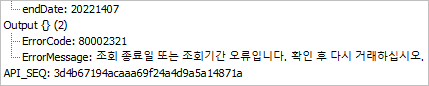 endDate: 20221407
Output {} (2)
ErrorCode: 80002321
ErrorMessage: 조회 종료일 또는 조회기간 오류입니다. 확인 후 다시 거래하십시오.
API_SEQ: 3d4b67194acaaa69f24a4d9a5a14871a